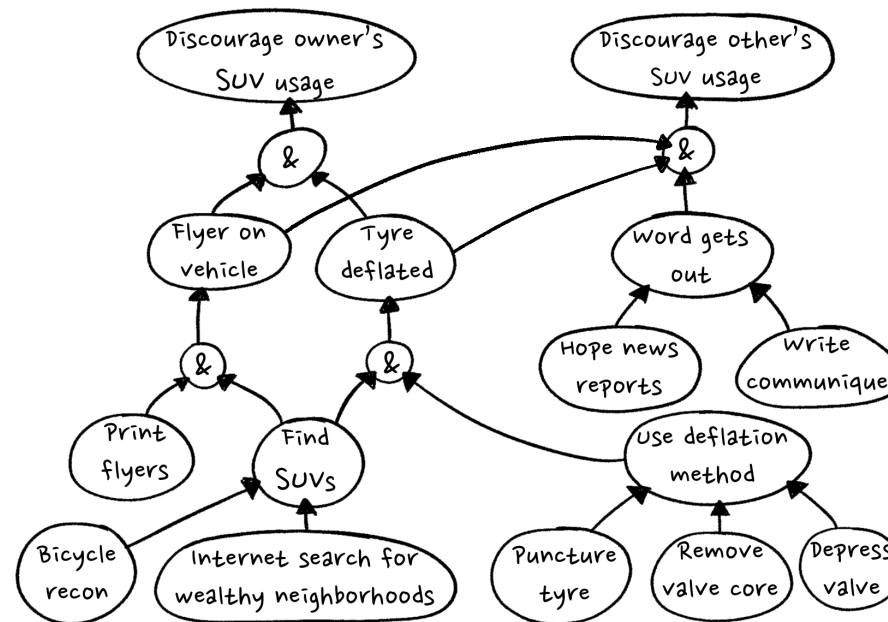 Discourage owner's
SUV usage
Discourage other's
SUV usage
&
&
Flyer on
vehicle
Tyre
deflated
Word gets
out
&
&
Hope news
reports
Write
communique
Print
flyers
Find
SUVs
Use deflation
method
Bicycle
recon
Internet search for
wealthy neighborhoods
Puncture
tyre
Remove
valve core
Depress
valve